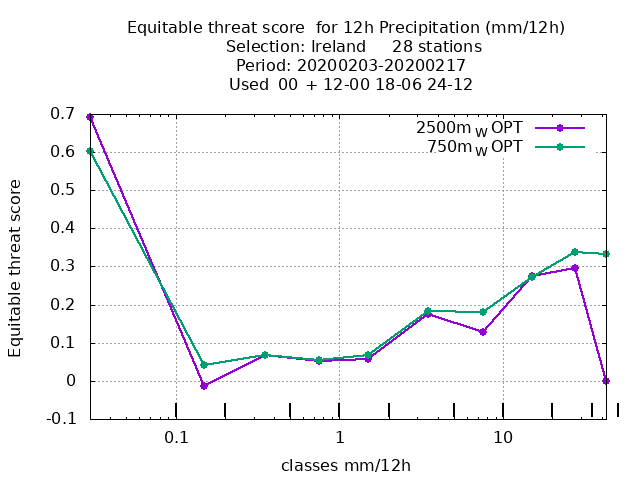 Equitable threat score  for 12h Precipitation (mm/12h)
Selection: Ireland     28 stations
Period: 20200203-20200217
Used  00  + 12-00 18-06 24-12
2500m W OPT
750m W OPT
Equitable threat score
0.7
0.6
0.5
0.4
0.3
0.2
0.1
0
-0.1
0.1
1
10
classes mm/12h